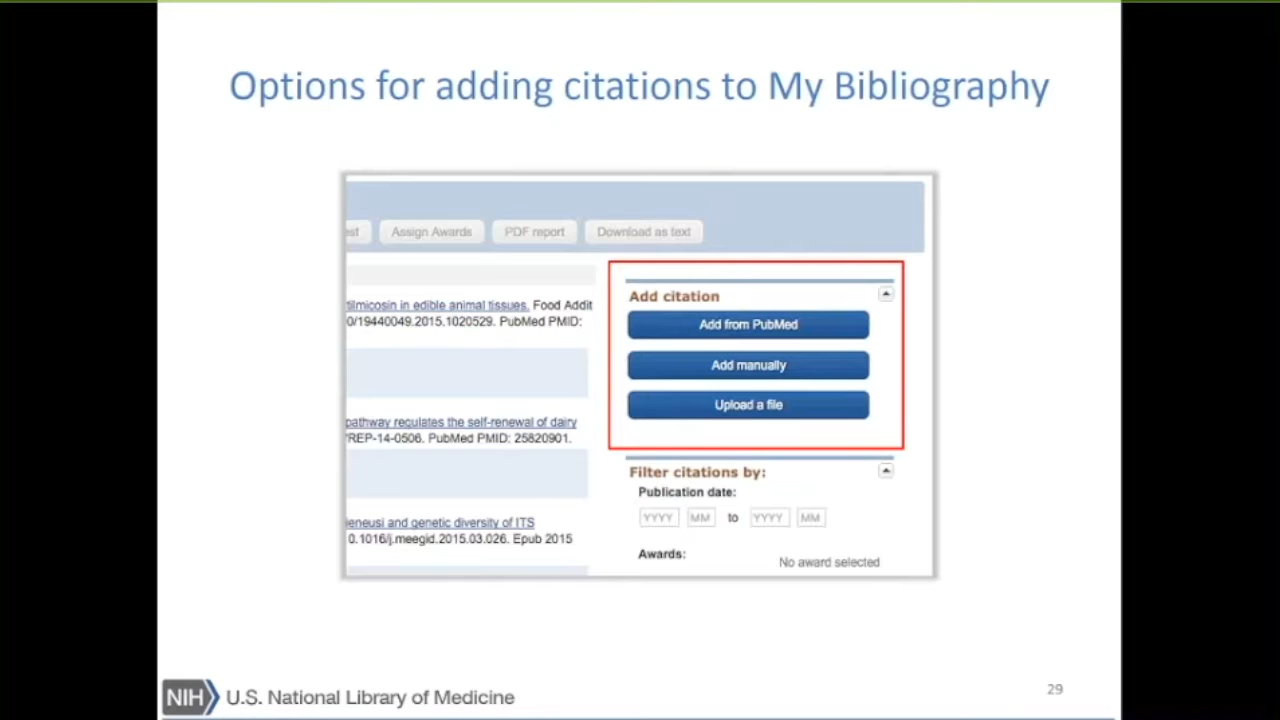 Options for adding citations to My Bibliography
Assign Awards PDF report Download as text
tilmicosin in edible animal tissues. Food Addit
0/19440049.2015.1020529. PubMed PMID:
pathway regulates the self-renewal of dairy
REP-14-0506. PubMed PMID: 25820901.
ieneusi and genetic diversity of ITS
0.1016/j.meegid.2015.03.026. Epub 2015
Add citation
Add from PubMed
Add manually
Upload a file
Filter citations by:
Publication date:
YYYY MM to YYYY MM
Awards:
No award selected
NIH U.S. National Library of Medicine
29